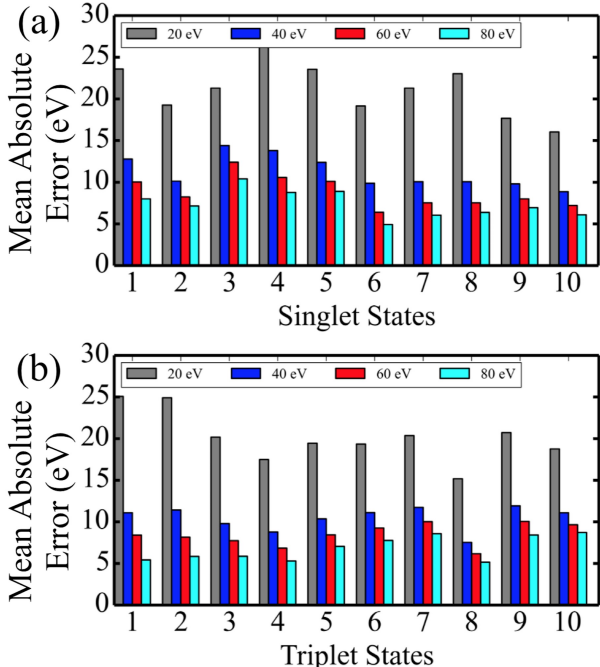 (a)
30
25
20
15
10
5
0
20 eV 40 eV 60 eV 80 eV
Mean Absolute
Error (eV)
1 2 3 4 5 6 7 8 9 10
Singlet States
(b)
30
25
20
15
10
5
0
20 eV 40 eV 60 eV 80 eV
Mean Absolute
Error (eV)
1 2 3 4 5 6 7 8 9 10
Triplet States